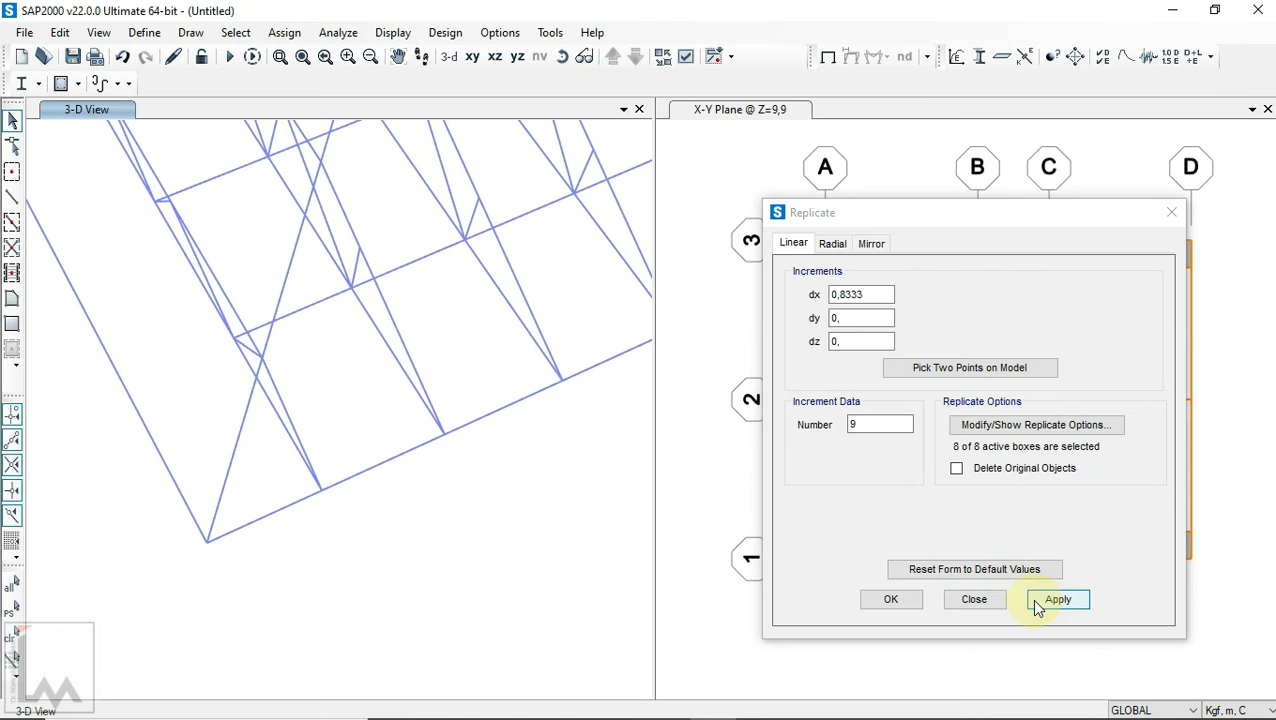 SAP2000 v22.0.0 Ultimate 64-bit - (Untitled)
File Edit View Define Draw Select Assign Analyze Display Design Options Tools Help
3-d xy xz yz nv nd
3-D View
X-Y Plane @ Z=9,9
A B C D
3
2
1
Replicate
Linear Radial Mirror
Increments
dx 0,8333
dy 0,
dz 0,
Pick Two Points on Model
Increment Data
Number 9
Replicate Options
Modify/Show Replicate Options...
8 of 8 active boxes are selected
Delete Original Objects
Reset Form to Default Values
OK Close Apply
all
PS
clr
3-D View
GLOBAL
Kgf, m, C